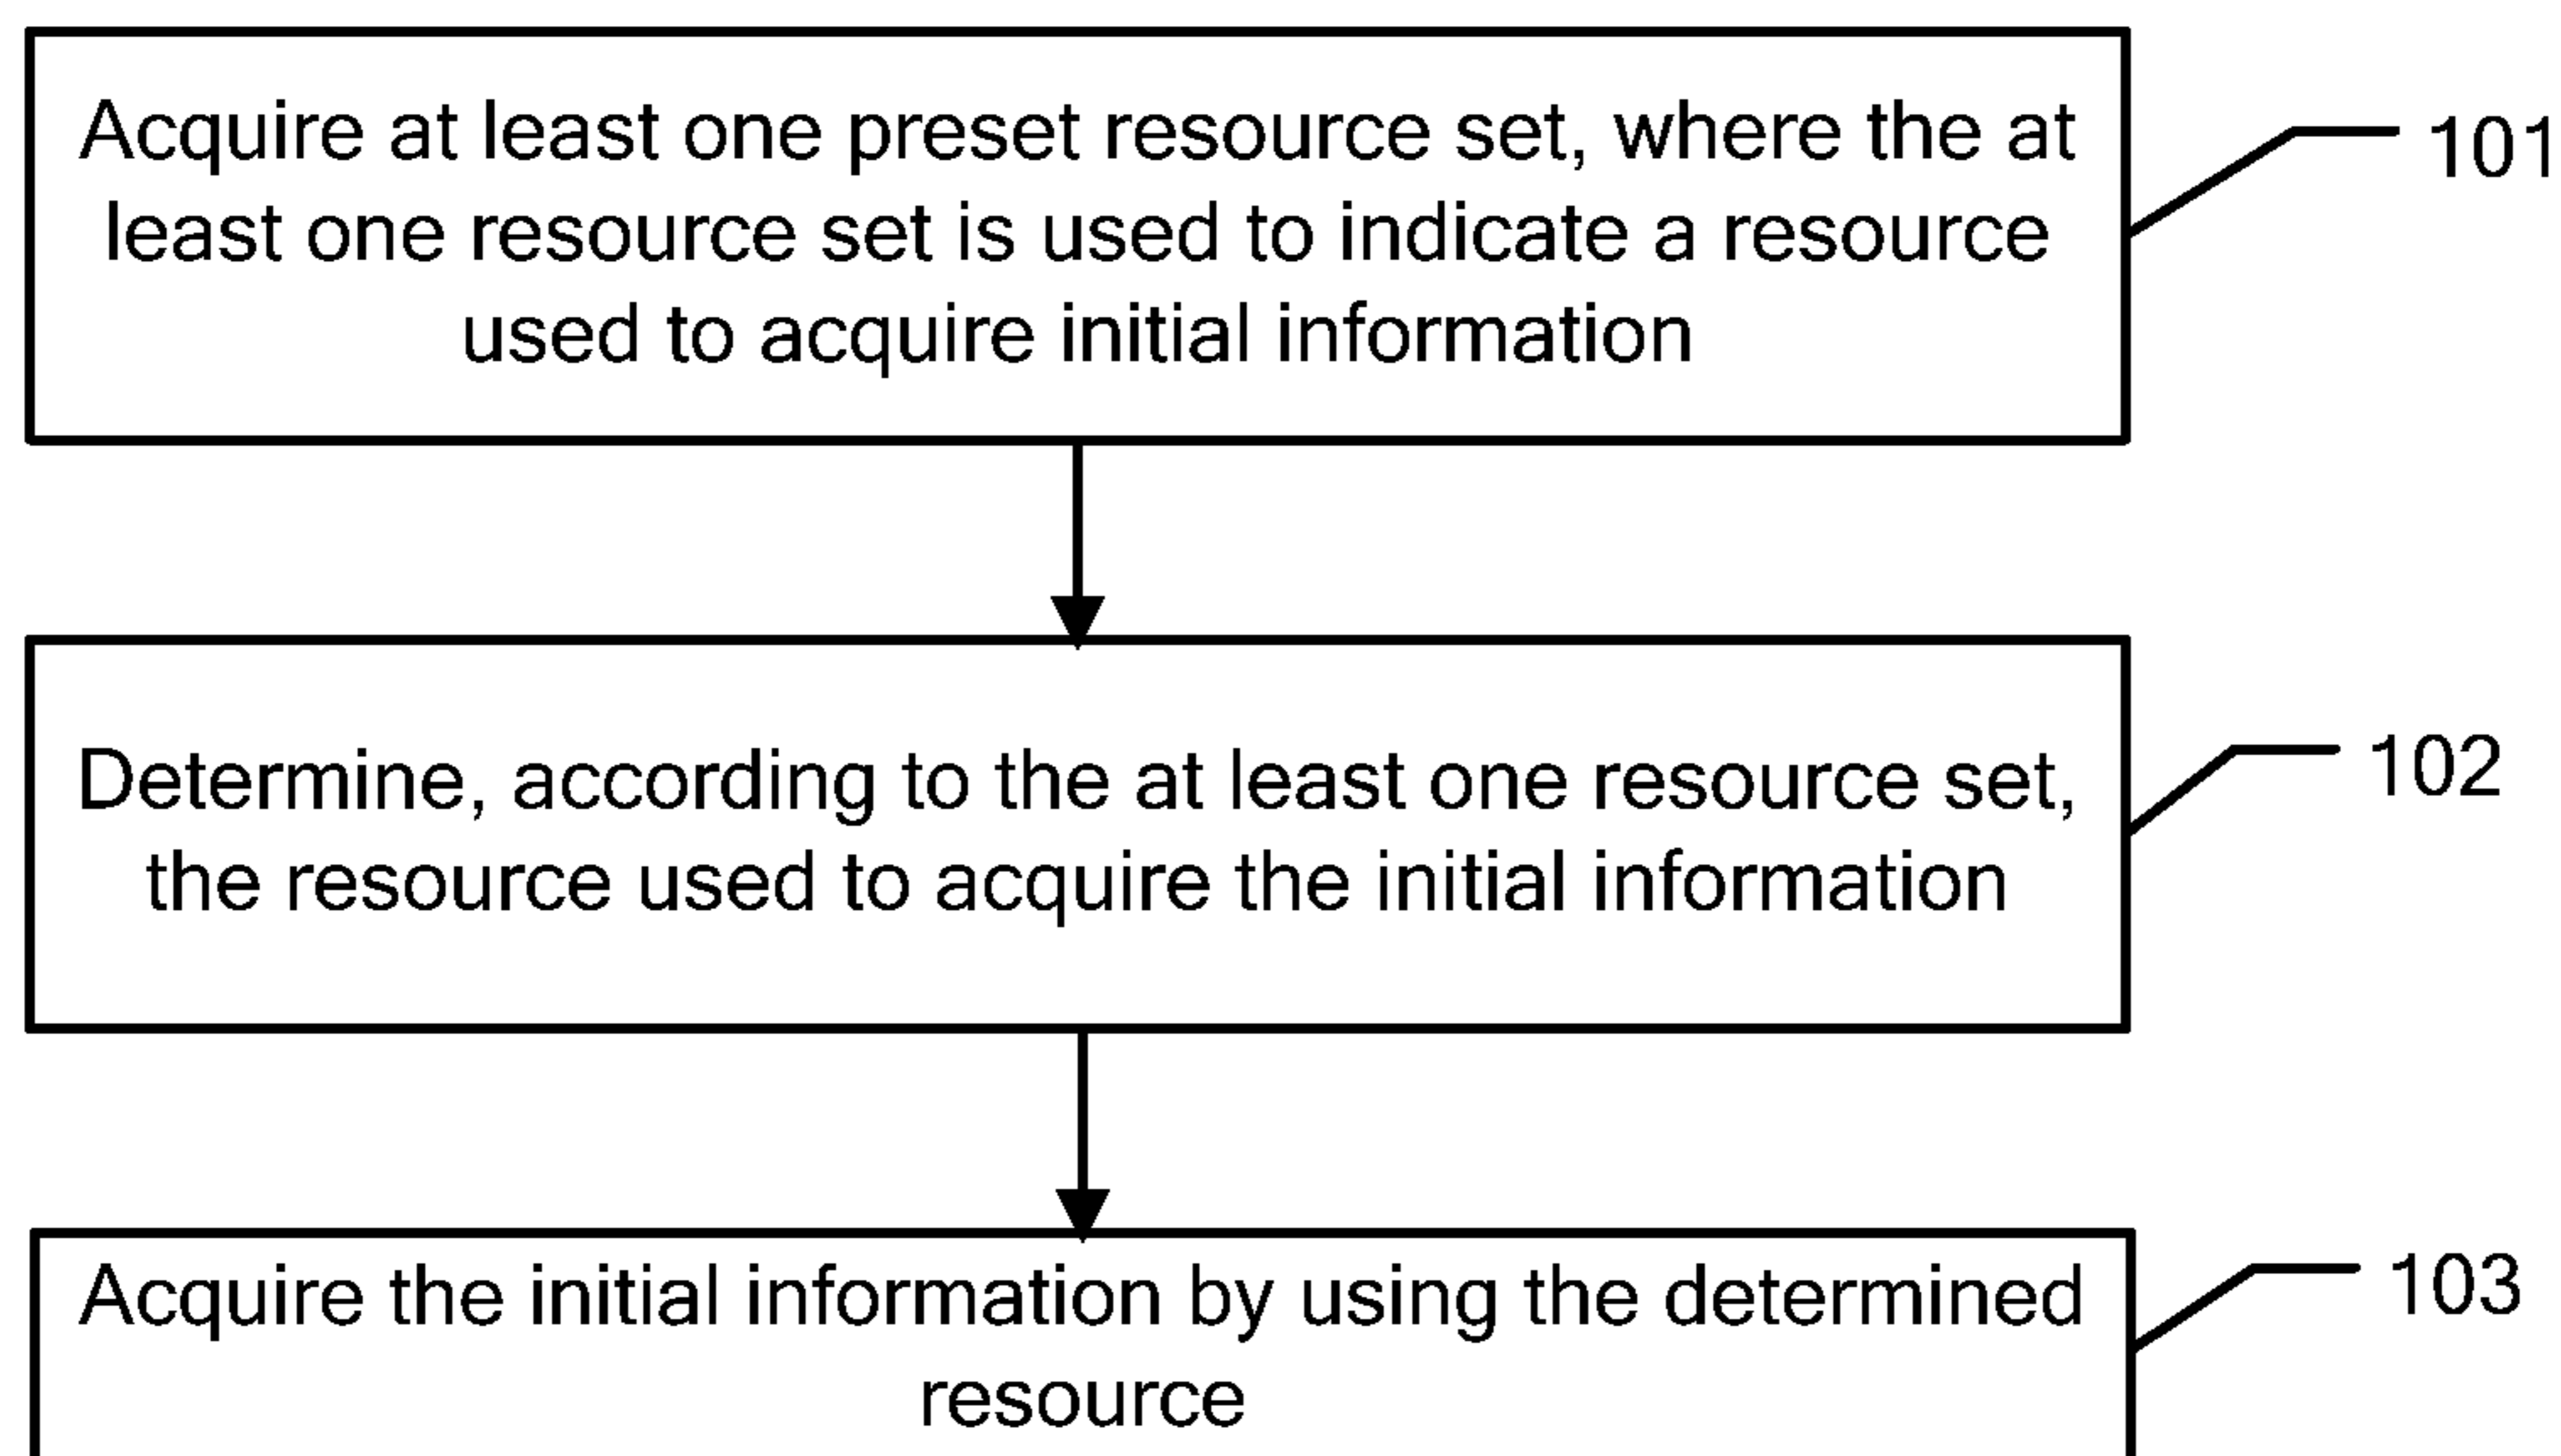 Acquire at least one preset resource set, where the at
least one resource set is used to indicate a resource
used to acquire initial information
101
Determine, according to the at least one resource set,
the resource used to acquire the initial information
102
Acquire the initial information by using the determined
resource
103